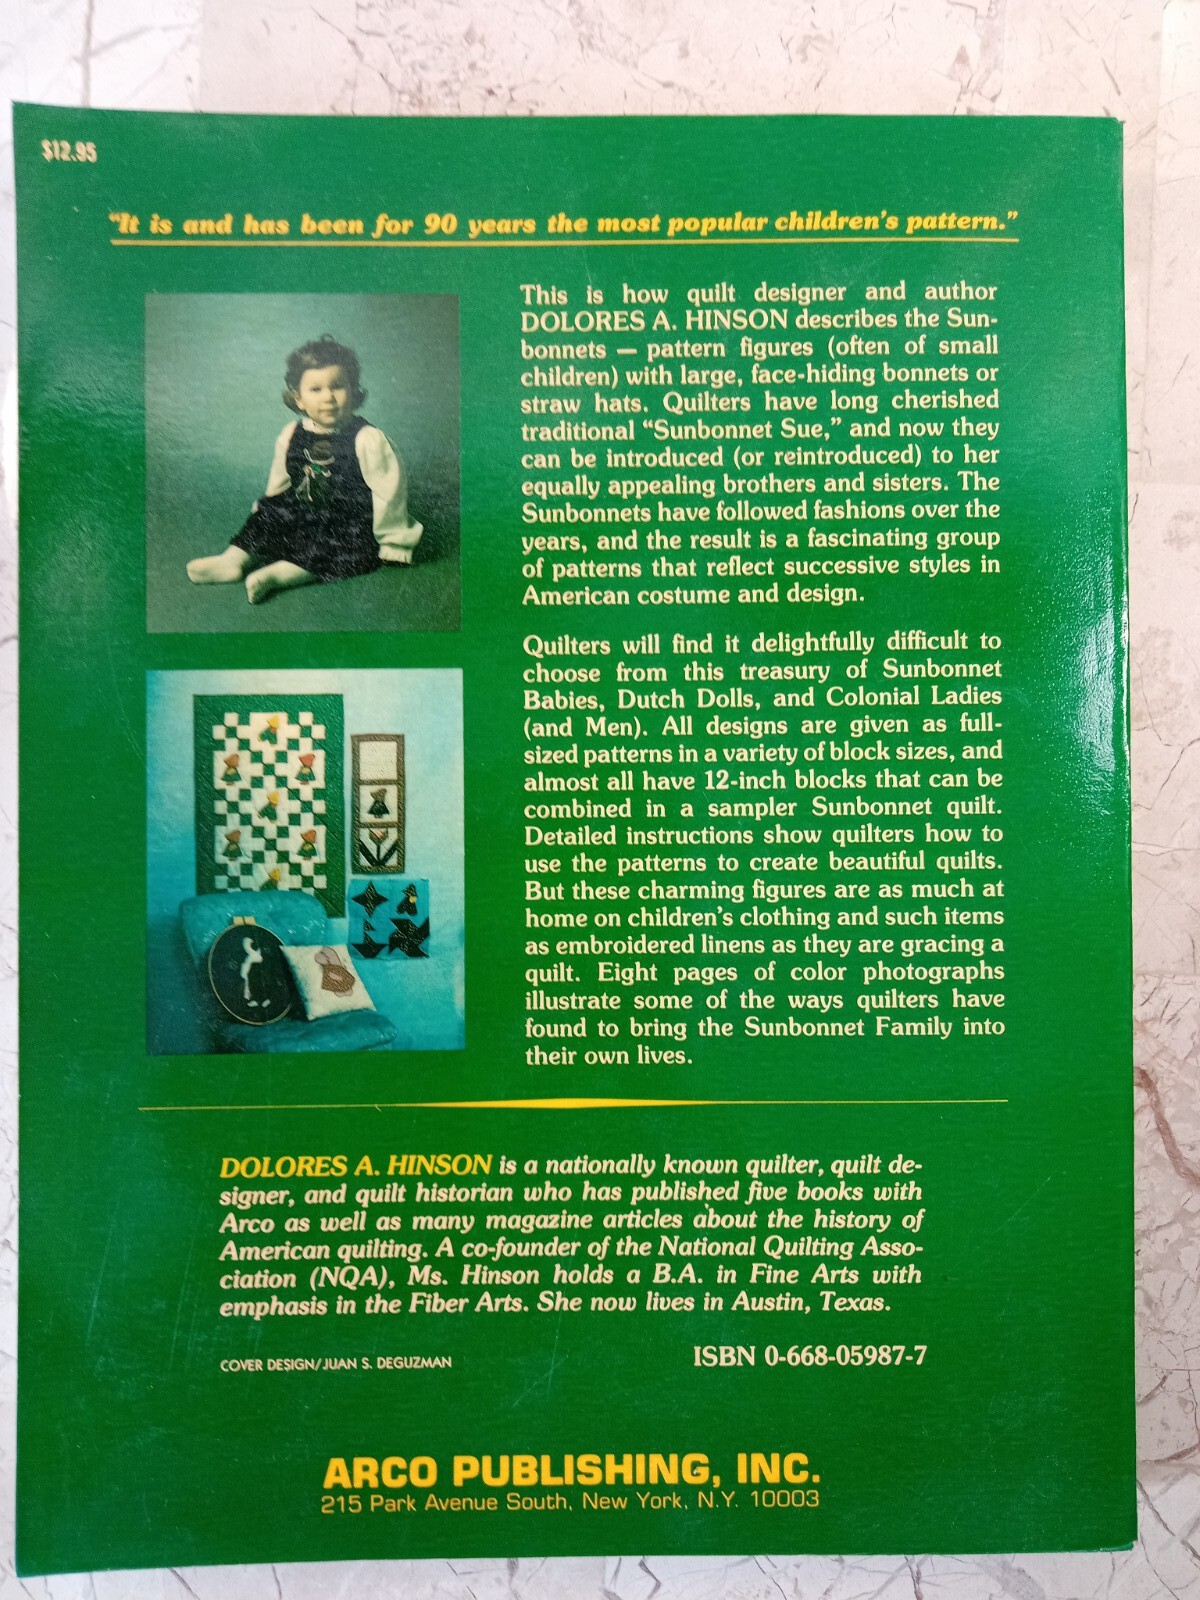 $12.95
"It is and has been for 90 years the most popular children's pattern."
This is how quilt designer and author
DOLORES A. HINSON describes the Sun-
bonnets — pattern figures (often of small
children) with large, face-hiding bonnets or
straw hats. Quilters have long cherished
traditional "Sunbonnet Sue," and now they
can be introduced (or reintroduced) to her
equally appealing brothers and sisters. The
Sunbonnets have followed fashions over the
years, and the result is a fascinating group
of patterns that reflect successive styles in
American costume and design.
Quilters will find it delightfully difficult to
choose from this treasury of Sunbonnet
Babies, Dutch Dolls, and Colonial Ladies
(and Men). All designs are given as full-
sized patterns in a variety of block sizes, and
almost all have 12-inch blocks that can be
combined in a sampler Sunbonnet quilt.
Detailed instructions show quilters how to
use the patterns to create beautiful quilts.
But these charming figures are as much at
home on children's clothing and such items
as embroidered linens as they are gracing a
quilt. Eight pages of color photographs
illustrate some of the ways quilters have
found to bring the Sunbonnet Family into
their own lives.
DOLORES A. HINSON is a nationally known quilter, quilt de-
signer, and quilt historian who has published five books with
Arco as well as many magazine articles about the history of
American quilting. A co-founder of the National Quilting Asso-
ciation (NQA), Ms. Hinson holds a B.A. in Fine Arts with
emphasis in the Fiber Arts. She now lives in Austin, Texas.
COVER DESIGN/JUAN S. DEGUZMAN
ISBN 0-668-05987-7
ARCO PUBLISHING, INC.
215 Park Avenue South, New York, N.Y. 10003